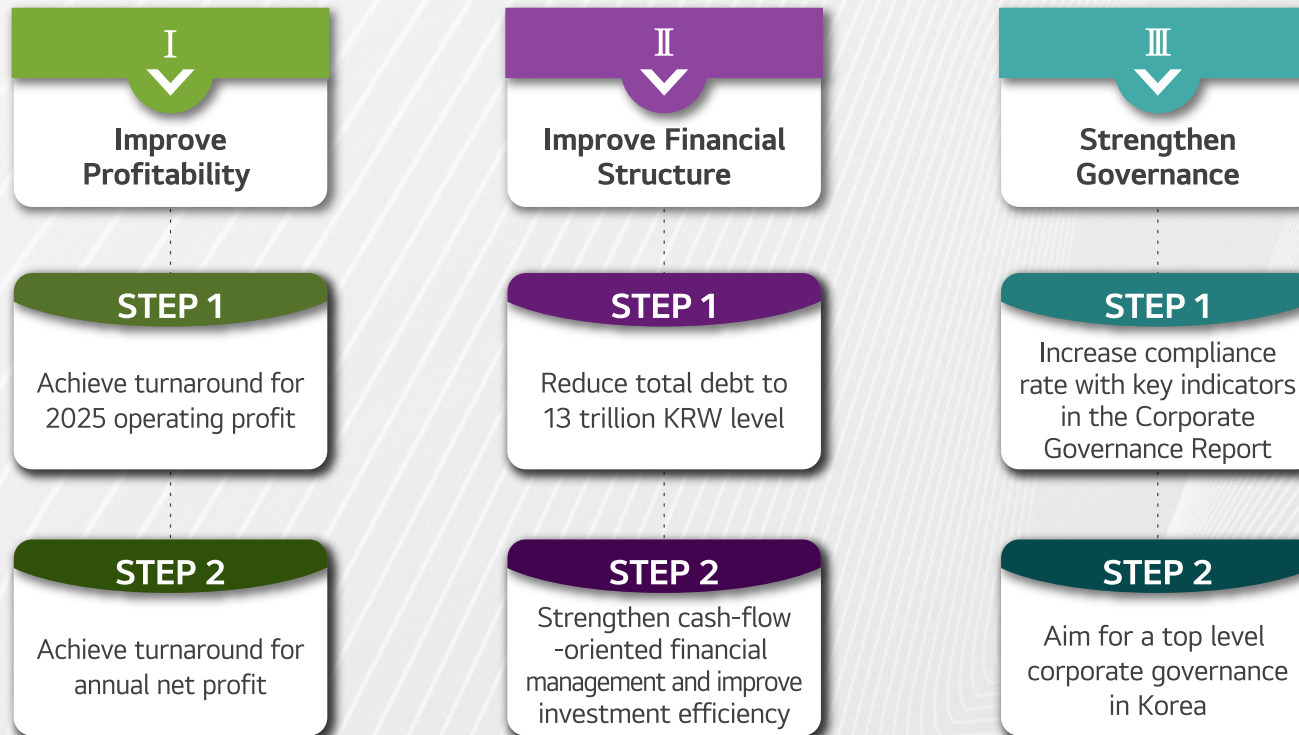 Ⅰ
Improve
Profitability
STEP 1
Achieve turnaround for
2025 operating profit
STEP 2
Achieve turnaround for
annual net profit
Ⅱ
Improve Financial
Structure
STEP 1
Reduce total debt to
13 trillion KRW level
STEP 2
Strengthen cash-flow
-oriented financial
management and improve
investment efficiency
Ⅲ
Strengthen
Governance
STEP 1
Increase compliance
rate with key indicators
in the Corporate
Governance Report
STEP 2
Aim for a top level
corporate governance
in Korea